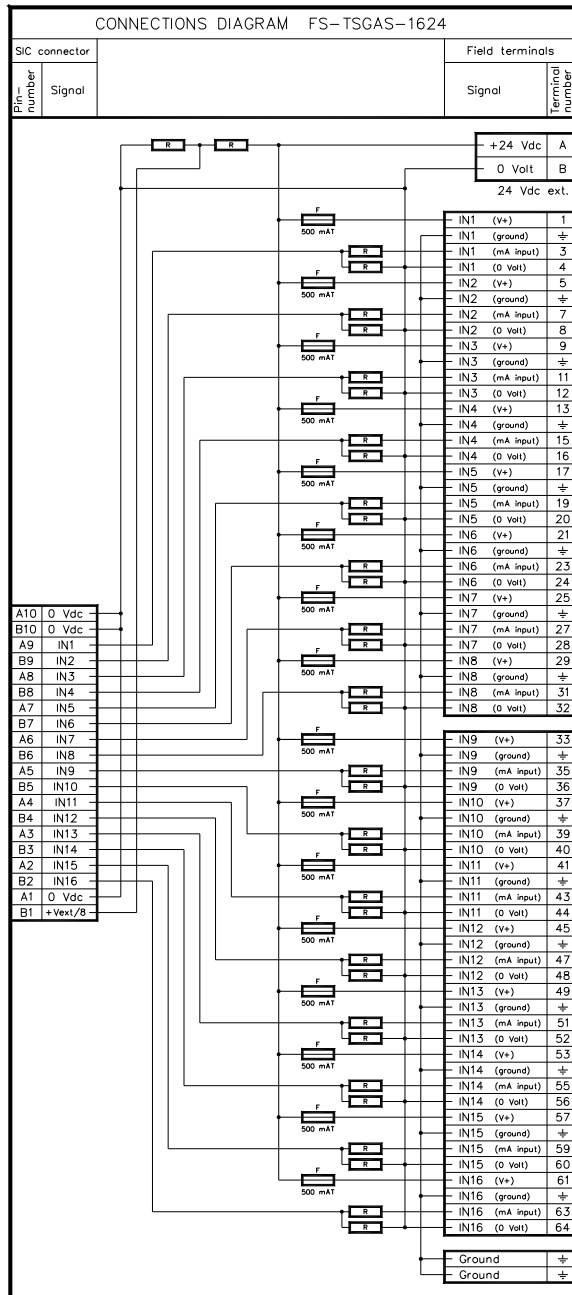 CONNECTIONS DIAGRAM FS-TSGAS-1624
SIC connector
Field terminals
Pin-number
Signal
Signal
Terminal number
R R
+24 Vdc A
0 Volt B
24 Vdc ext.
F
500 mAT
IN1 (V+) 1
IN1 (ground) ⏚
R IN1 (mA input) 3
R IN1 (0 Volt) 4
F
500 mAT
IN2 (V+) 5
IN2 (ground) ⏚
R IN2 (mA input) 7
R IN2 (0 Volt) 8
F
500 mAT
IN3 (V+) 9
IN3 (ground) ⏚
R IN3 (mA input) 11
R IN3 (0 Volt) 12
F
500 mAT
IN4 (V+) 13
IN4 (ground) ⏚
R IN4 (mA input) 15
R IN4 (0 Volt) 16
F
500 mAT
IN5 (V+) 17
IN5 (ground) ⏚
R IN5 (mA input) 19
R IN5 (0 Volt) 20
F
500 mAT
IN6 (V+) 21
IN6 (ground) ⏚
R IN6 (mA input) 23
R IN6 (0 Volt) 24
F
500 mAT
IN7 (V+) 25
IN7 (ground) ⏚
R IN7 (mA input) 27
R IN7 (0 Volt) 28
F
500 mAT
IN8 (V+) 29
IN8 (ground) ⏚
R IN8 (mA input) 31
R IN8 (0 Volt) 32
A10 0 Vdc
B10 0 Vdc
A9 IN1
B9 IN2
A8 IN3
B8 IN4
A7 IN5
B7 IN6
A6 IN7
B6 IN8
A5 IN9
B5 IN10
A4 IN11
B4 IN12
A3 IN13
B3 IN14
A2 IN15
B2 IN16
A1 0 Vdc
B1 +Vext/8
F
500 mAT
IN9 (V+) 33
IN9 (ground) ⏚
R IN9 (mA input) 35
R IN9 (0 Volt) 36
F
500 mAT
IN10 (V+) 37
IN10 (ground) ⏚
R IN10 (mA input) 39
R IN10 (0 Volt) 40
F
500 mAT
IN11 (V+) 41
IN11 (ground) ⏚
R IN11 (mA input) 43
R IN11 (0 Volt) 44
F
500 mAT
IN12 (V+) 45
IN12 (ground) ⏚
R IN12 (mA input) 47
R IN12 (0 Volt) 48
F
500 mAT
IN13 (V+) 49
IN13 (ground) ⏚
R IN13 (mA input) 51
R IN13 (0 Volt) 52
F
500 mAT
IN14 (V+) 53
IN14 (ground) ⏚
R IN14 (mA input) 55
R IN14 (0 Volt) 56
F
500 mAT
IN15 (V+) 57
IN15 (ground) ⏚
R IN15 (mA input) 59
R IN15 (0 Volt) 60
F
500 mAT
IN16 (V+) 61
IN16 (ground) ⏚
R IN16 (mA input) 63
R IN16 (0 Volt) 64
Ground ⏚
Ground ⏚